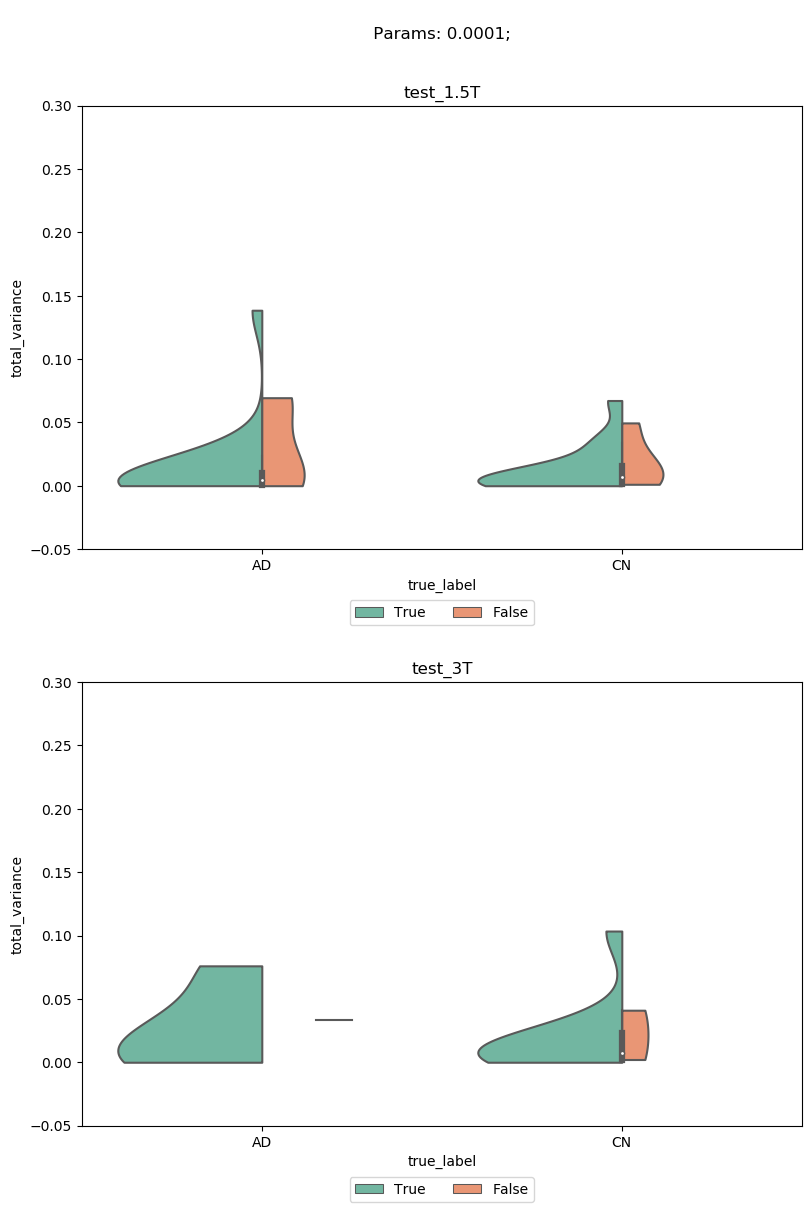 Params: 0.0001;
test_1.5T
0.30
0.25
0.20
0.15
0.10
0.05
0.00
−0.05
total_variance
AD CN
true_label
True False
test_3T
0.30
0.25
0.20
0.15
0.10
0.05
0.00
−0.05
total_variance
AD CN
true_label
True False